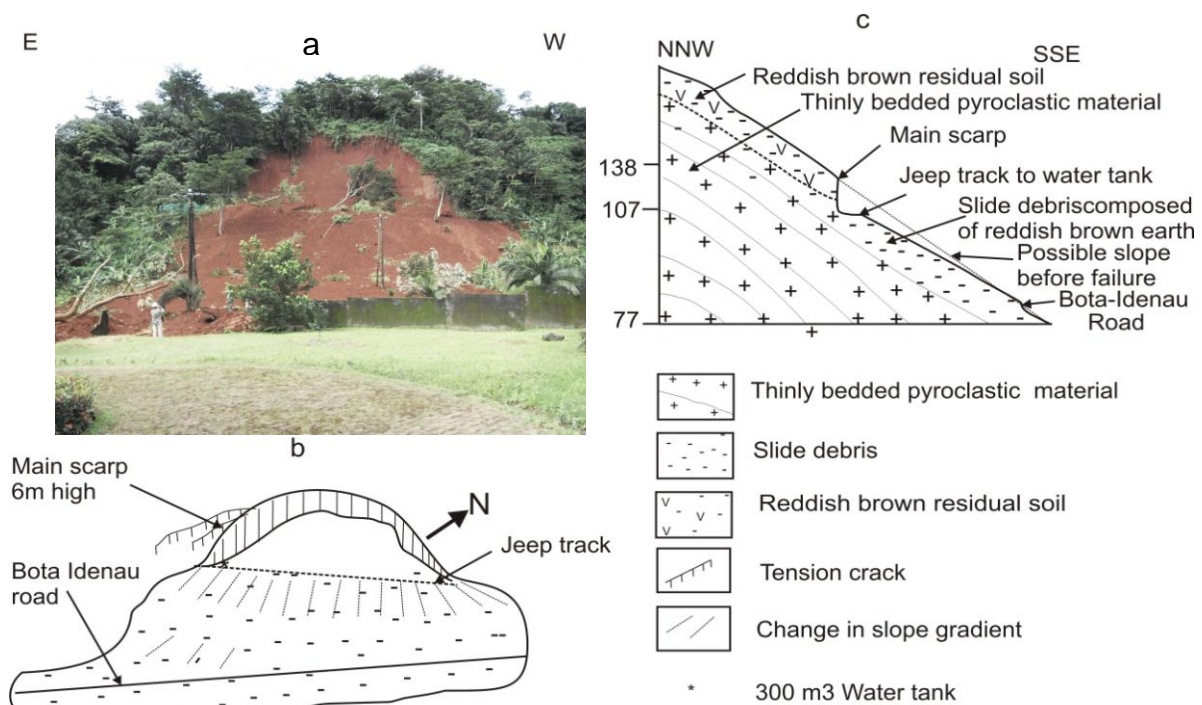 E
a
W
b
Main scarp
6m high
N
Jeep track
Bota Idenau
road
c
NNW
SSE
Reddish brown residual soil
Thinly bedded pyroclastic material
Main scarp
138
Jeep track to water tank
107
Slide debriscomposed
of reddish brown earth
Possible slope
before failure
Bota-Idenau
Road
77
Thinly bedded pyroclastic material
Slide debris
Reddish brown residual soil
Tension crack
Change in slope gradient
* 300 m3 Water tank